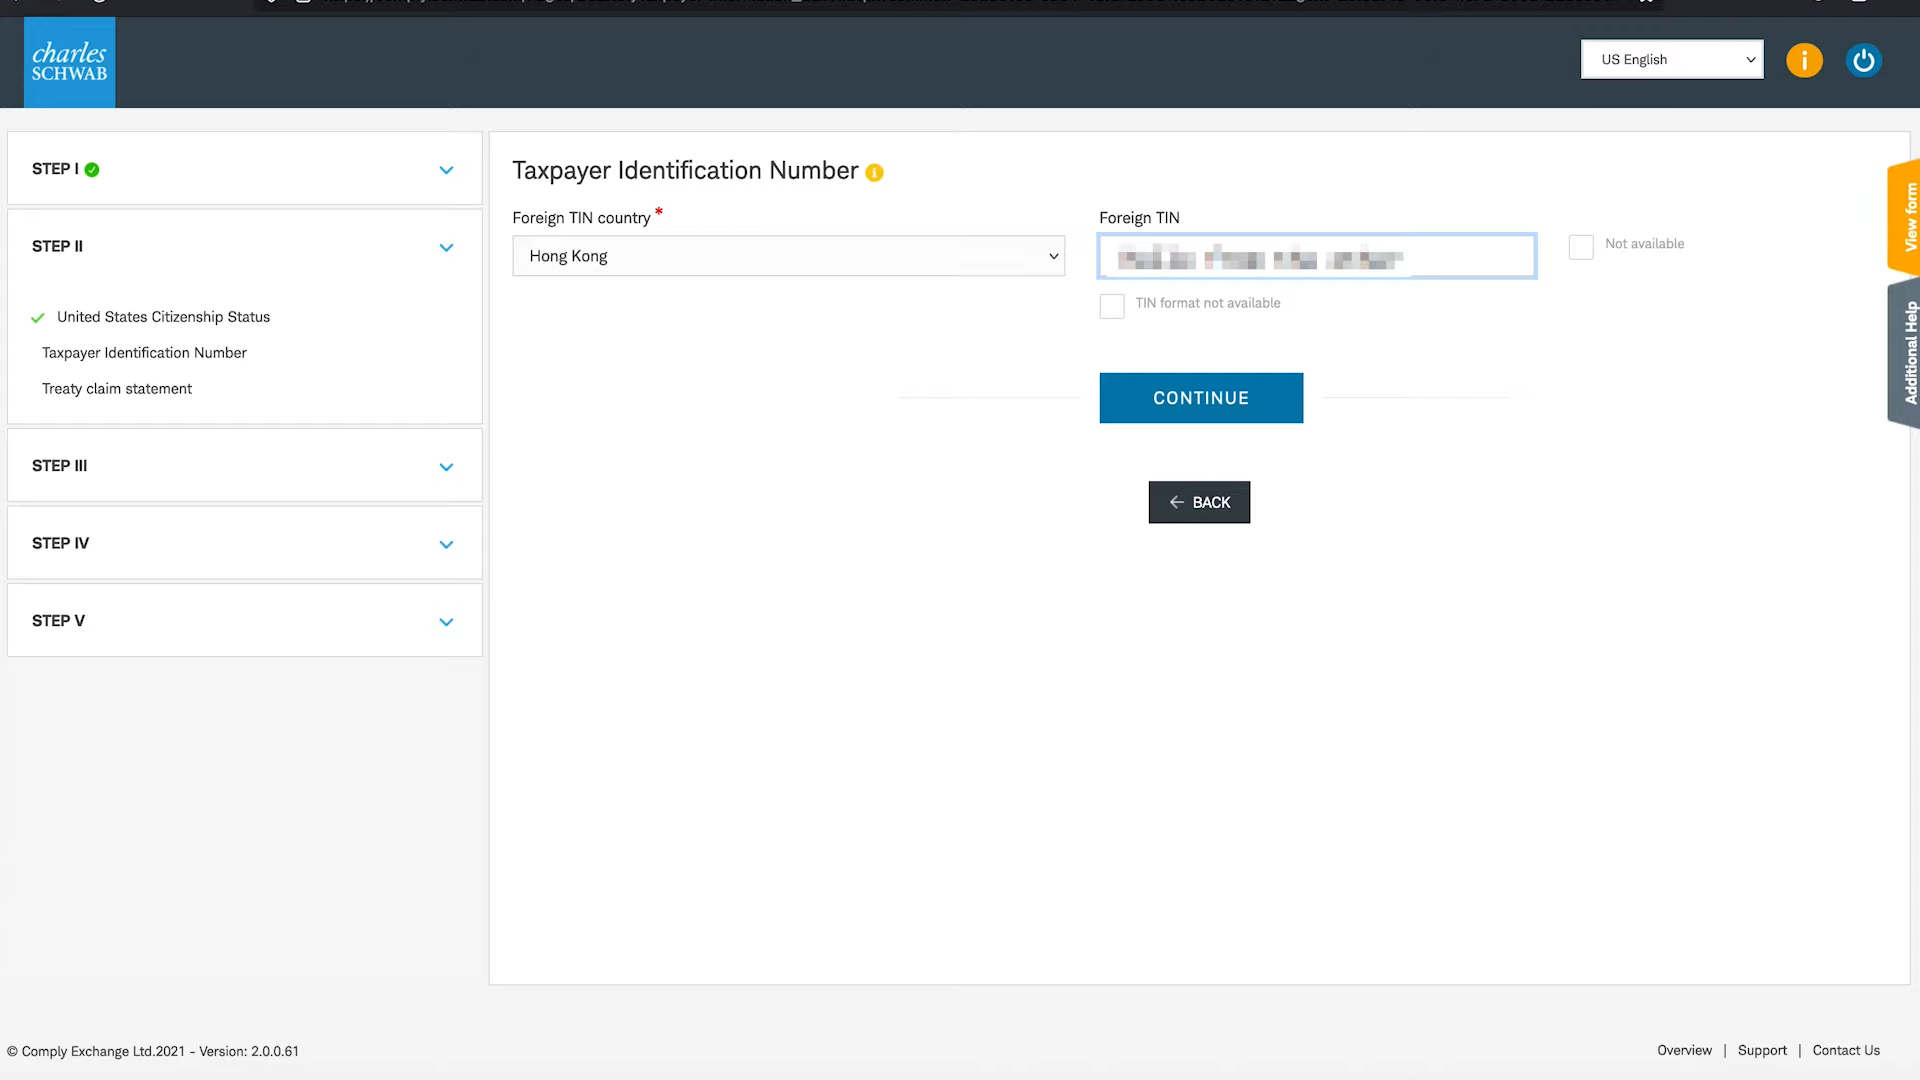 charles
SCHWAB
US English
STEP I
STEP II
United States Citizenship Status
Taxpayer Identification Number
Treaty claim statement
STEP III
STEP IV
STEP V
Taxpayer Identification Number
Foreign TIN country *
Hong Kong
Foreign TIN
Not available
TIN format not available
CONTINUE
BACK
View form
Additional Help
© Comply Exchange Ltd.2021 - Version: 2.0.0.61
Overview | Support | Contact Us